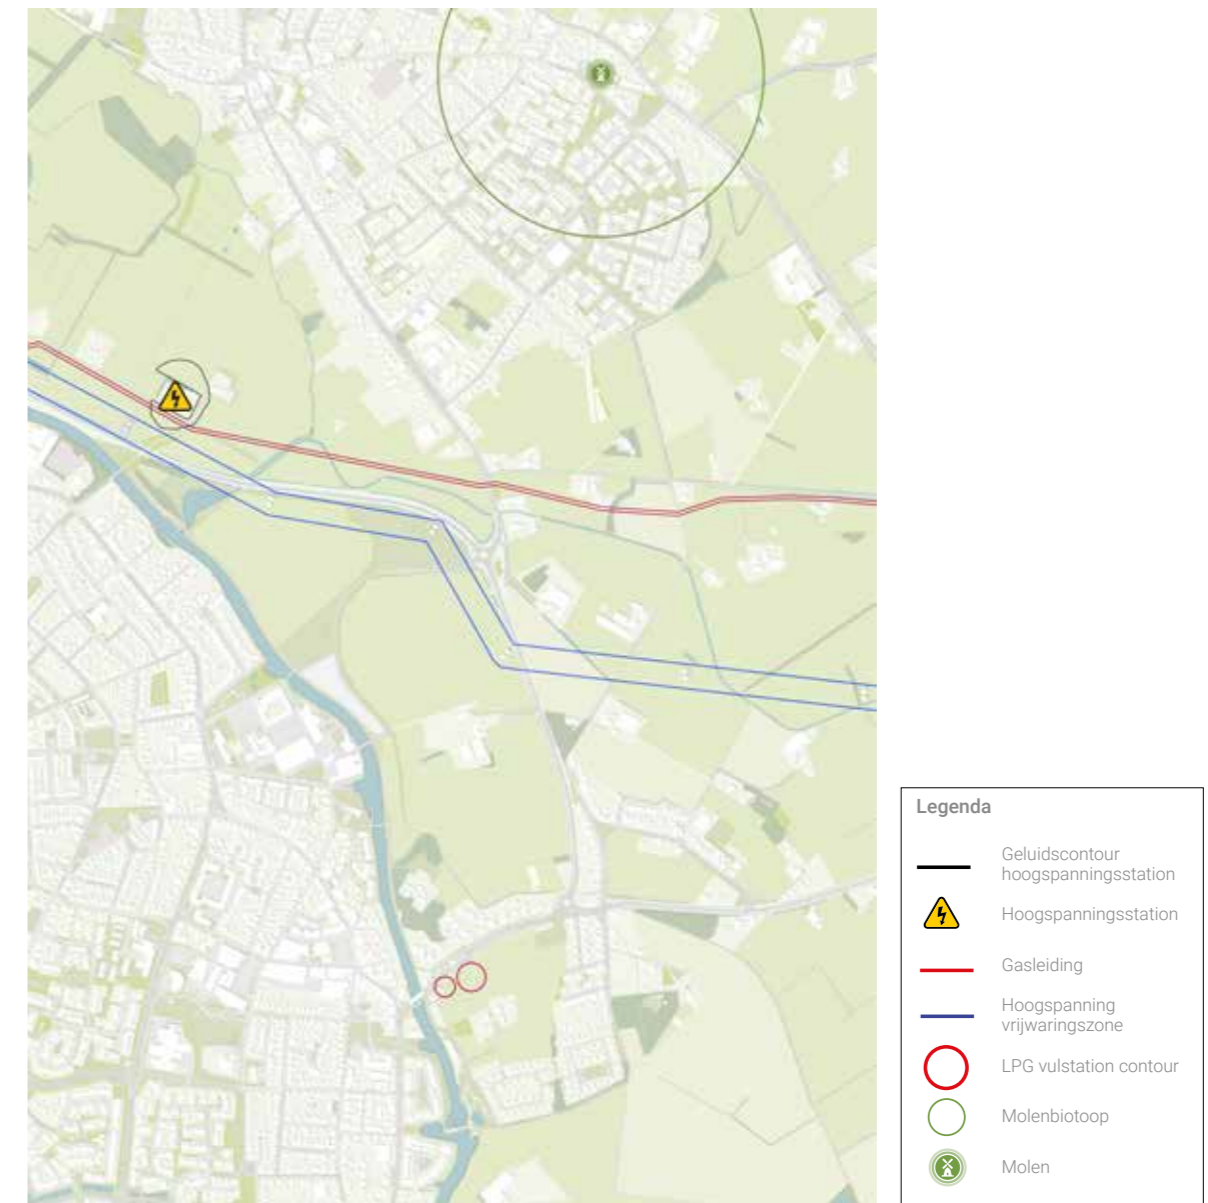 Legenda
Geluidscontour
hoogspanningsstation
Hoogspanningsstation
Gasleiding
Hoogspanning
vrijwaringszone
LPG vulstation contour
Molenbiotoop
Molen